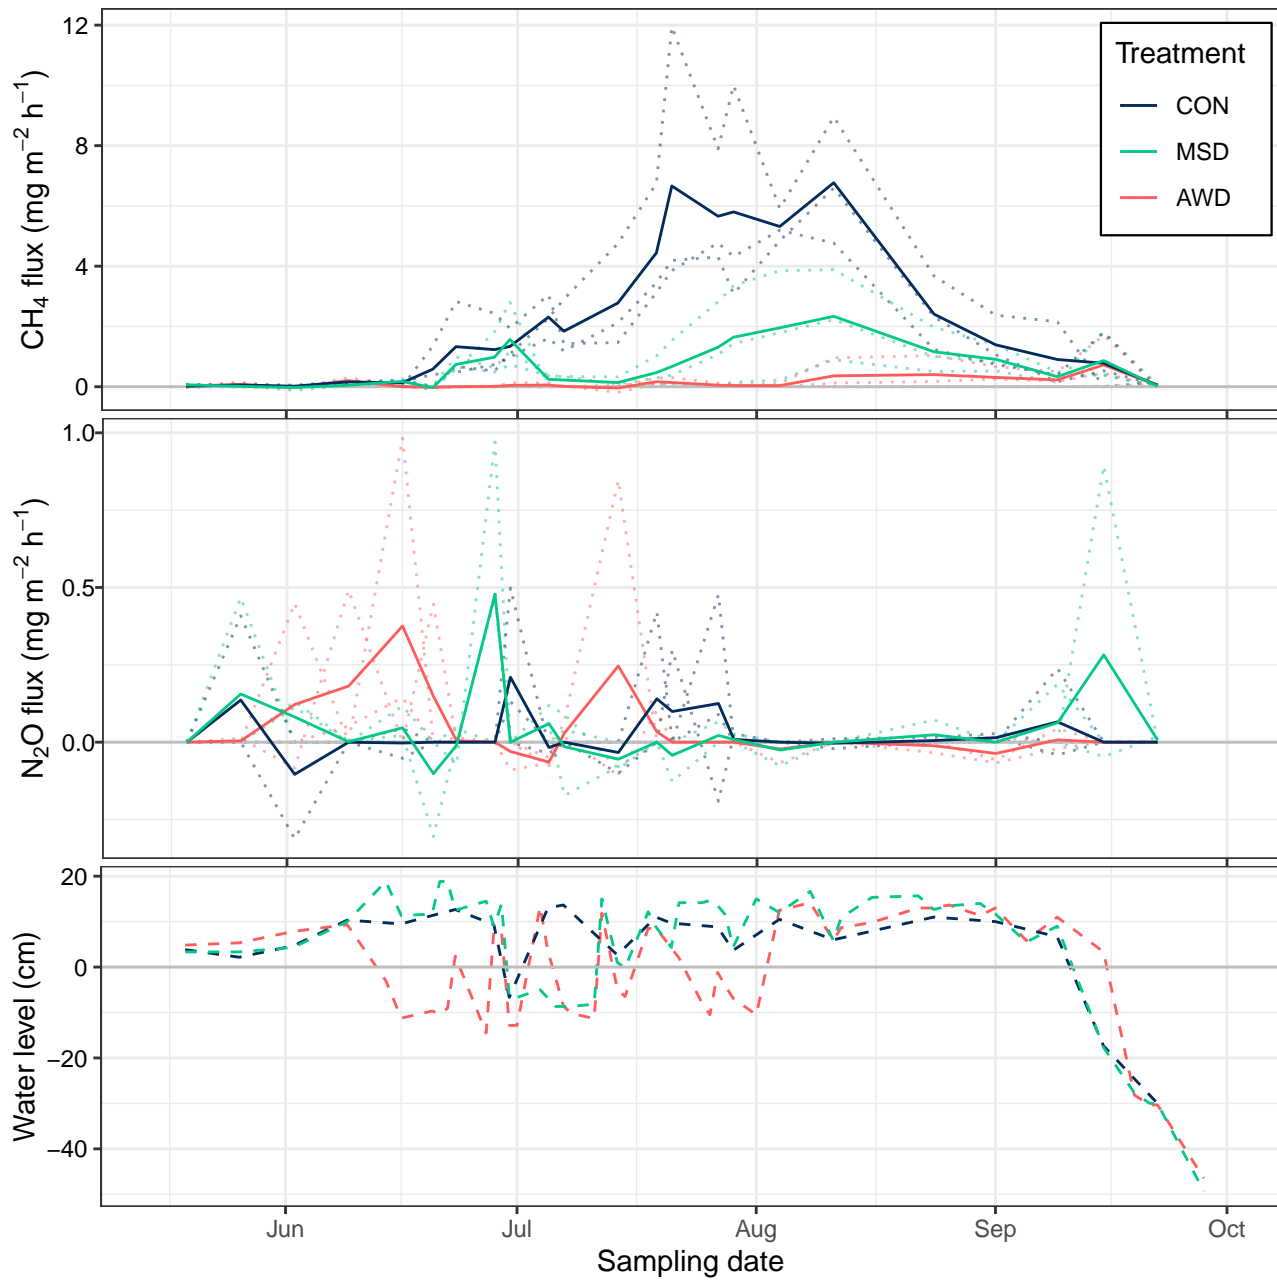 12
8
4
0
CH₄ flux (mg m⁻² h⁻¹)
Treatment
CON
MSD
AWD
1.0
0.5
0.0
N₂O flux (mg m⁻² h⁻¹)
20
0
−20
−40
Water level (cm)
Jun
Jul
Aug
Sep
Oct
Sampling date